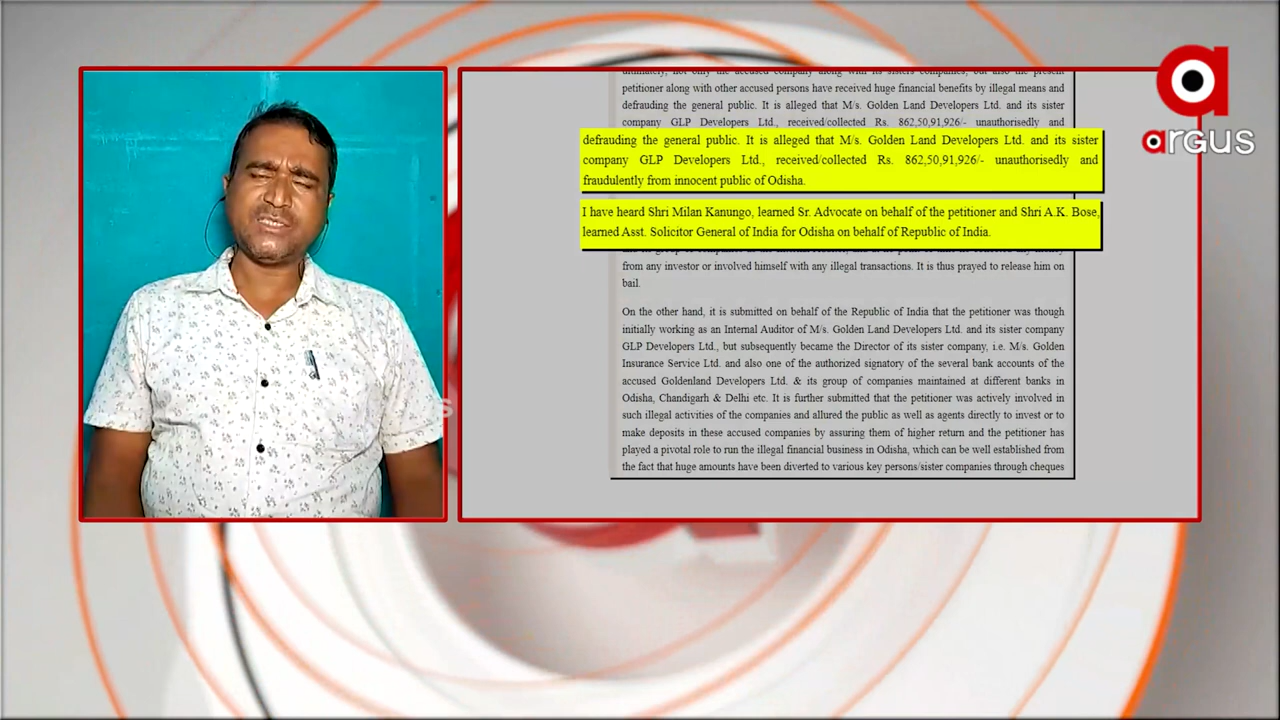 argus
ultimately, not only the accused company along with its sisters companies, but also the present
petitioner along with other accused persons have received huge financial benefits by illegal means and
defrauding the general public. It is alleged that M/s. Golden Land Developers Ltd. and its sister
company GLP Developers Ltd., received/collected Rs. 862,50,91,926/- unauthorisedly and
defrauding the general public. It is alleged that M/s. Golden Land Developers Ltd. and its sister
company GLP Developers Ltd., received/collected Rs. 862,50,91,926/- unauthorisedly and
fraudulently from innocent public of Odisha.
I have heard Shri Milan Kanungo, learned Sr. Advocate on behalf of the petitioner and Shri A.K. Bose,
learned Asst. Solicitor General of India for Odisha on behalf of Republic of India.
from any investor or involved himself with any illegal transactions. It is thus prayed to release him on
bail.
On the other hand, it is submitted on behalf of the Republic of India that the petitioner was though
initially working as an Internal Auditor of M/s. Golden Land Developers Ltd. and its sister company
GLP Developers Ltd., but subsequently became the Director of its sister company, i.e. M/s. Golden
Insurance Service Ltd. and also one of the authorized signatory of the several bank accounts of the
accused Goldenland Developers Ltd. & its group of companies maintained at different banks in
Odisha, Chandigarh & Delhi etc. It is further submitted that the petitioner was actively involved in
such illegal activities of the companies and allured the public as well as agents directly to invest or to
make deposits in these accused companies by assuring them of higher return and the petitioner has
played a pivotal role to run the illegal financial business in Odisha, which can be well established from
the fact that huge amounts have been diverted to various key persons/sister companies through cheques